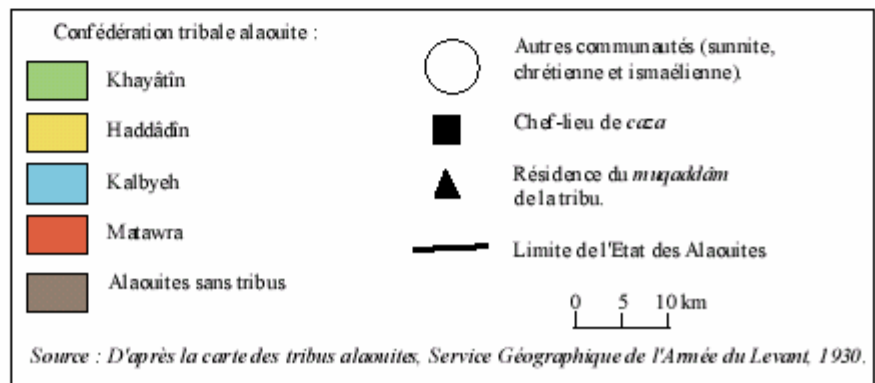 Confédération tribale alaouite :
Khayâtîn
Haddâdîn
Kalbyeh
Matawra
Alaouites sans tribus
Autres communautés (sunnite,
chrétienne et ismaélienne).
Chef-lieu de caza
Résidence du muqaddâm
de la tribu.
Limite de l'Etat des Alaouites
0 5 10 km
Source : D'après la carte des tribus alaouites, Service Géographique de l'Armée du Levant, 1930.